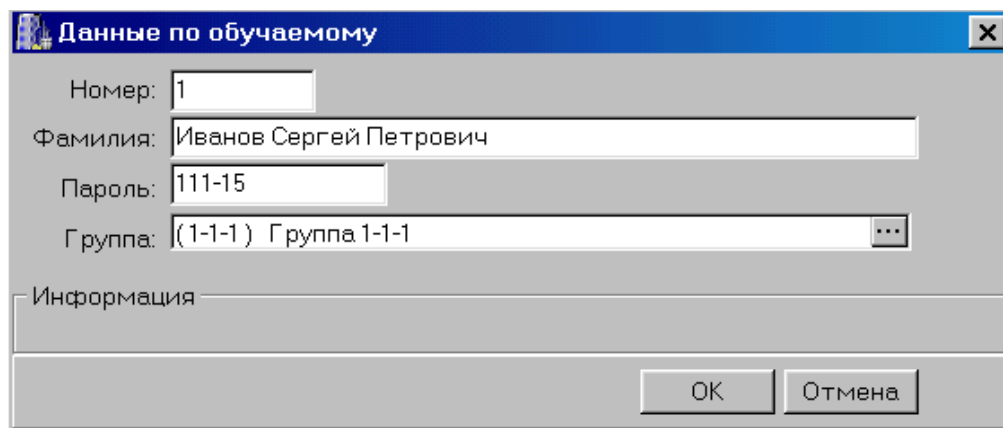 Данные по обучаемому
Номер: 1
Фамилия: Иванов Сергей Петрович
Пароль: 111-15
Группа: (1-1-1) Группа 1-1-1 ...
Информация
OK Отмена